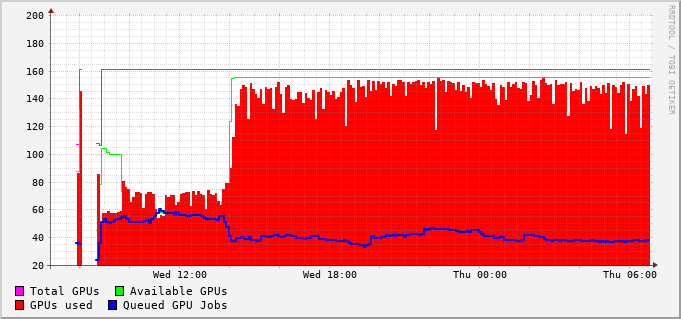 RRDTOOL / TOBI OETIKER
200
180
160
140
120
100
80
60
40
20
Wed 12:00 Wed 18:00 Thu 00:00 Thu 06:00
Total GPUs Available GPUs
GPUs used Queued GPU Jobs